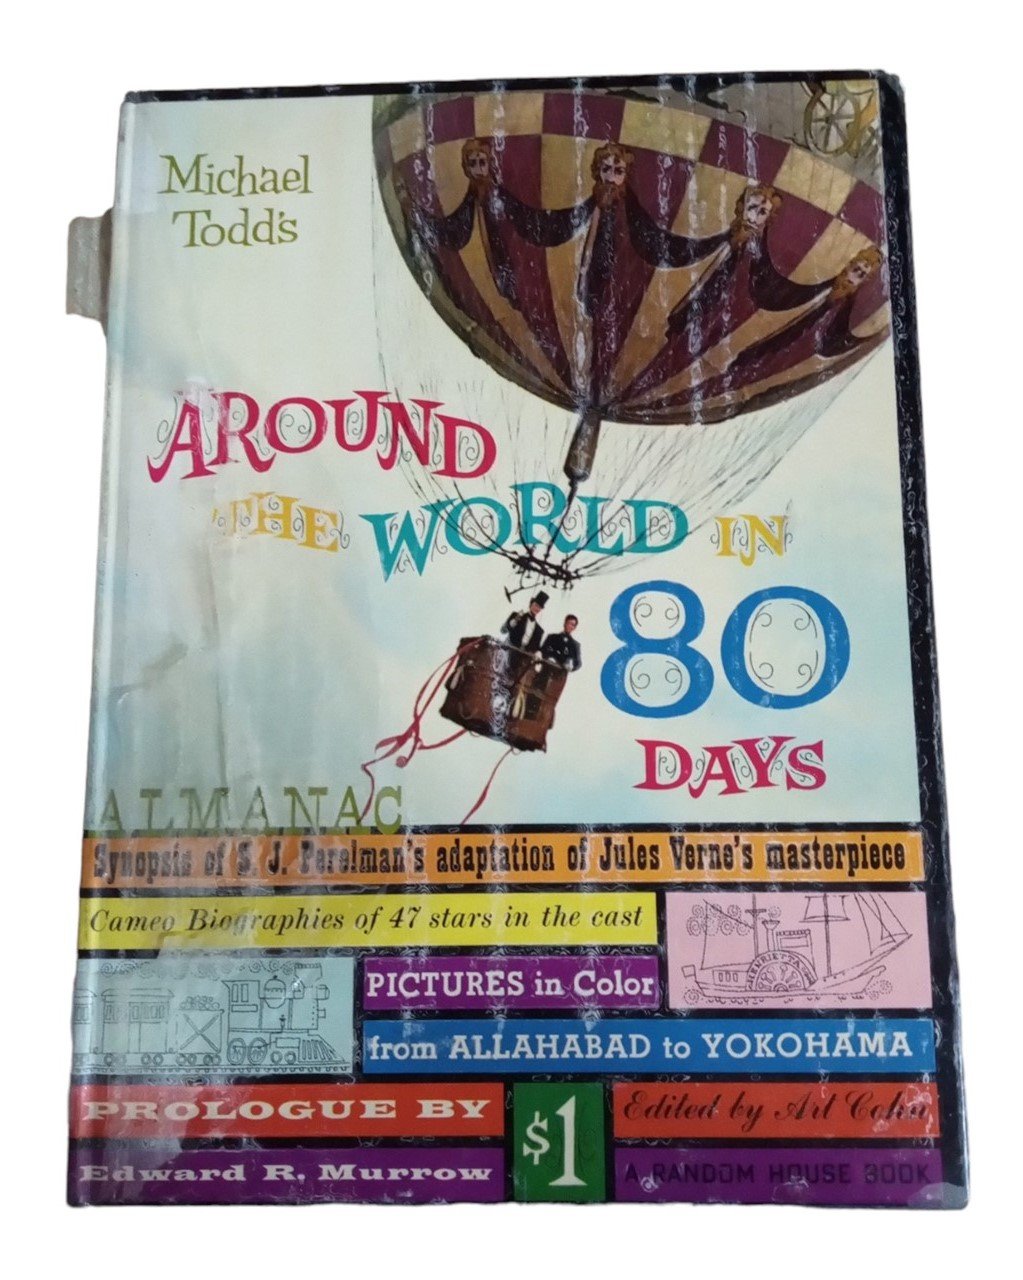 Michael
Todd's
AROUND
THE WORLD IN
80
DAYS
ALMANAC
Synopsis of S. J. Perelman's adaptation of Jules Verne's masterpiece
Cameo Biographies of 47 stars in the cast
HENRIETTA
PICTURES in Color
from ALLAHABAD to YOKOHAMA
PROLOGUE BY
Edward R. Murrow
$1
Edited by Art Cohn
A RANDOM HOUSE BOOK